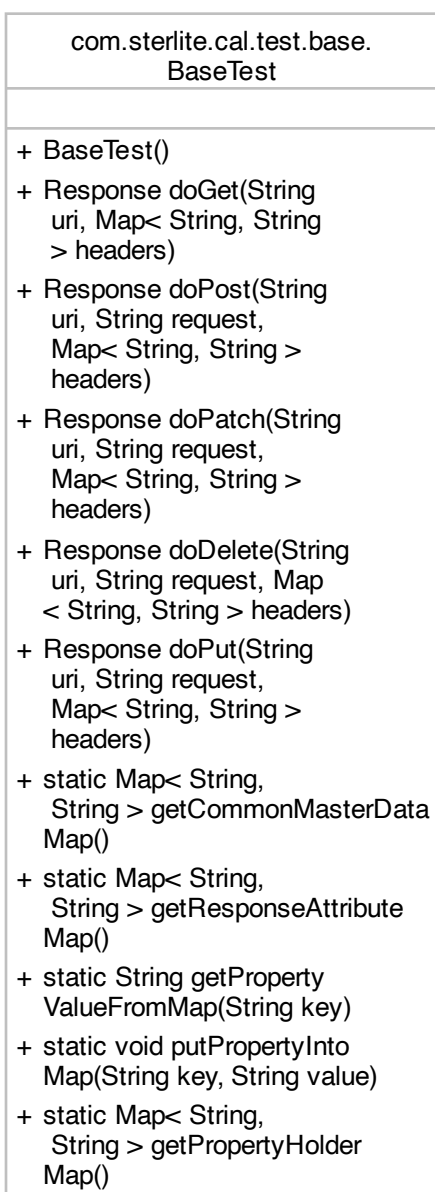 com.sterlite.cal.test.base.
BaseTest
+ BaseTest()
+ Response doGet(String
uri, Map< String, String
> headers)
+ Response doPost(String
uri, String request,
Map< String, String >
headers)
+ Response doPatch(String
uri, String request,
Map< String, String >
headers)
+ Response doDelete(String
uri, String request, Map
< String, String > headers)
+ Response doPut(String
uri, String request,
Map< String, String >
headers)
+ static Map< String,
String > getCommonMasterData
Map()
+ static Map< String,
String > getResponseAttribute
Map()
+ static String getProperty
ValueFromMap(String key)
+ static void putPropertyInto
Map(String key, String value)
+ static Map< String,
String > getPropertyHolder
Map()